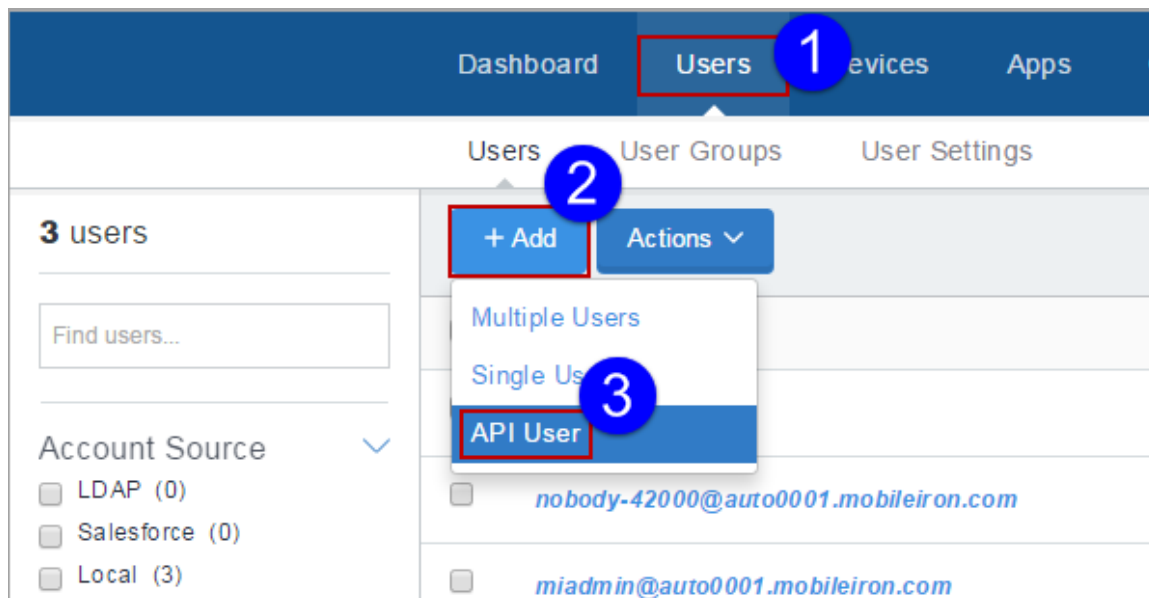 Dashboard Users 1 evices Apps
Users User Groups User Settings
2
3 users
+ Add Actions
Find users...
Multiple Users
Single Us
3
API User
Account Source
LDAP (0)
Salesforce (0)
Local (3)
nobody-42000@auto0001.mobileiron.com
miadmin@auto0001.mobileiron.com